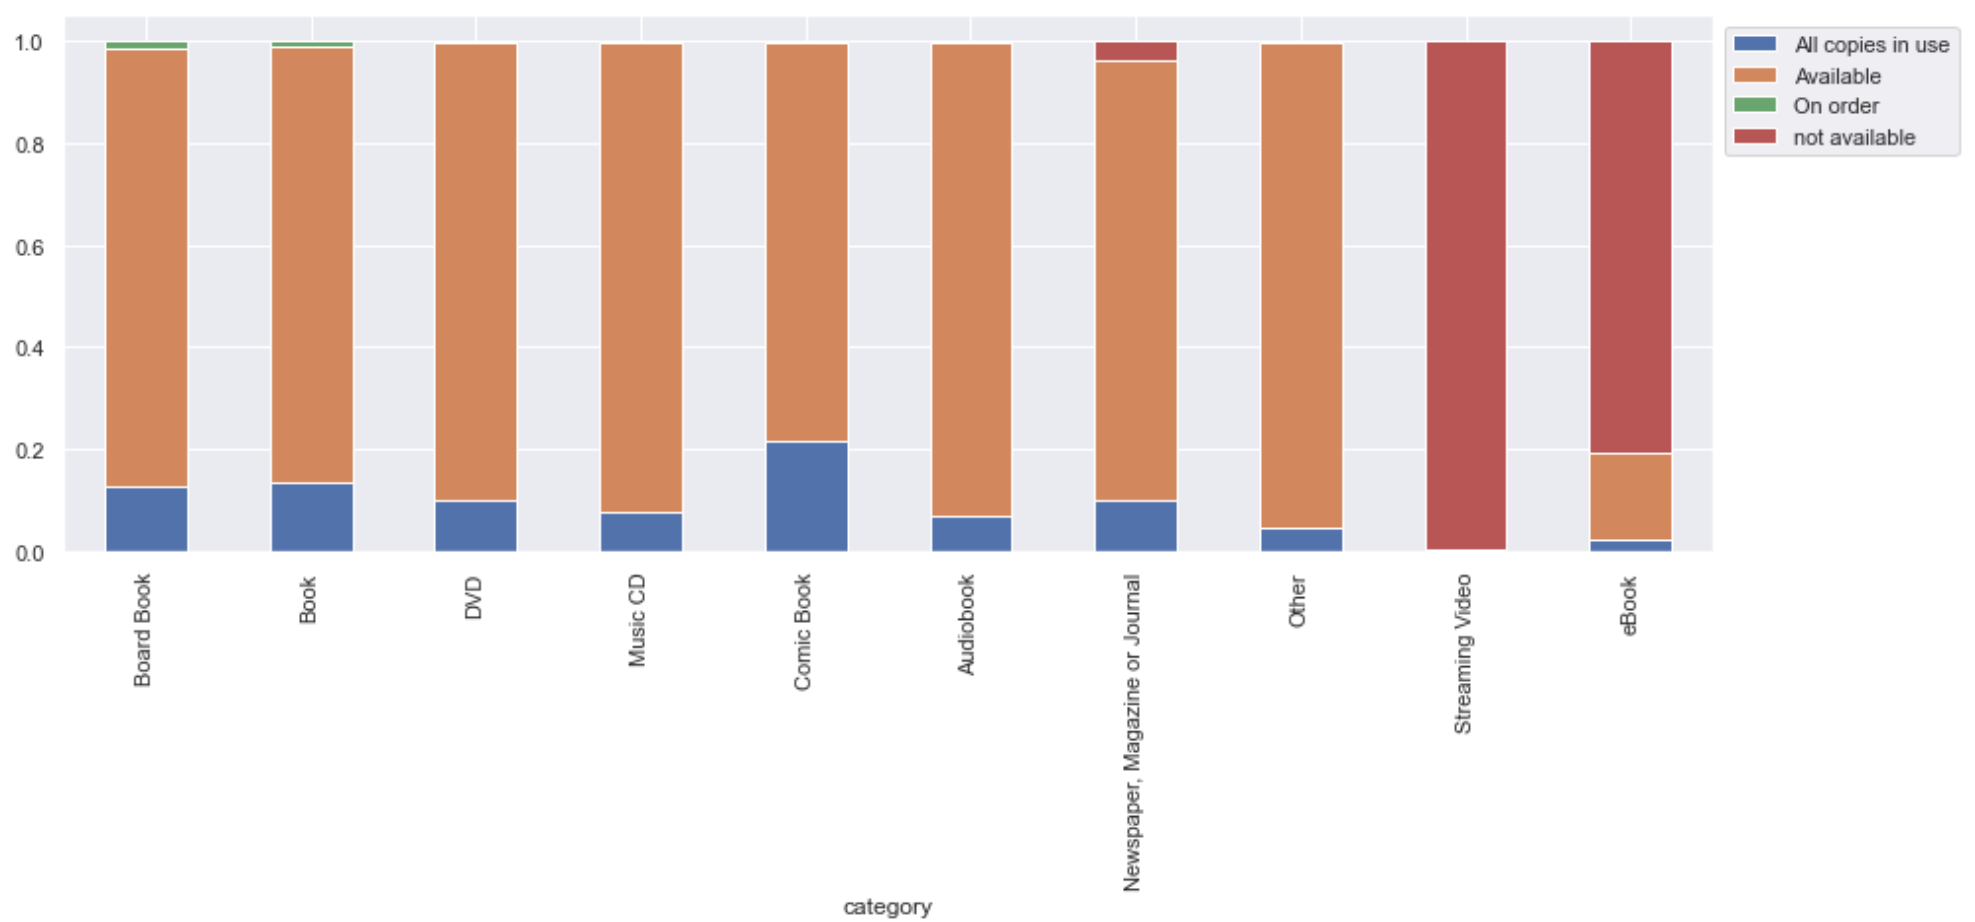 1.0
0.8
0.6
0.4
0.2
0.0
All copies in use
Available
On order
not available
Board Book
Book
DVD
Music CD
Comic Book
Audiobook
Newspaper, Magazine or Journal
Other
Streaming Video
eBook
category